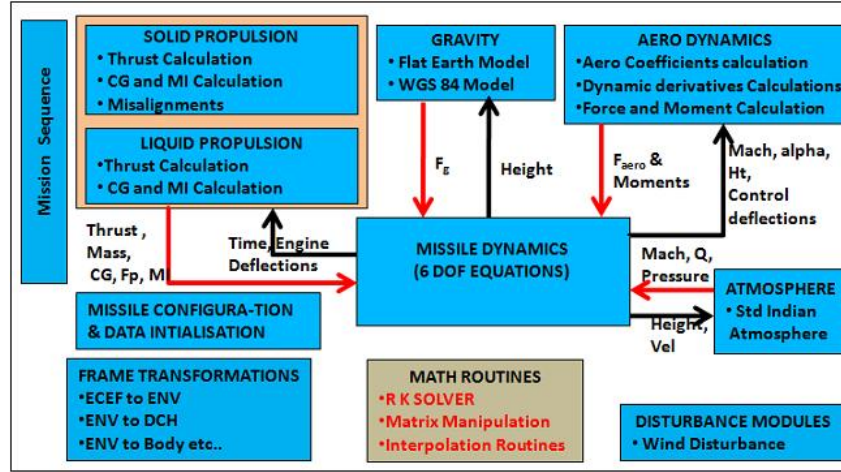 Mission Sequence
SOLID PROPULSION
• Thrust Calculation
• CG and MI Calculation
• Misalignments
LIQUID PROPULSION
•Thrust Calculation
• CG and MI Calculation
GRAVITY
• Flat Earth Model
• WGS 84 Model
AERO DYNAMICS
•Aero Coefficients calculation
•Dynamic derivatives Calculations
•Force and Moment Calculation
Fg
Height
Faero &
Moments
Mach, alpha,
Ht,
Control
deflections
Thrust ,
Mass,
CG, Fp, MI
Time, Engine
Deflections
MISSILE DYNAMICS
(6 DOF EQUATIONS)
Mach, Q,
Pressure
Height,
Vel
ATMOSPHERE
• Std Indian
Atmosphere
MISSILE CONFIGURA-TION
& DATA INTIALISATION
FRAME TRANSFORMATIONS
•ECEF to ENV
•ENV to DCH
•ENV to Body etc..
MATH ROUTINES
•R K SOLVER
•Matrix Manipulation
•Interpolation Routines
DISTURBANCE MODULES
• Wind Disturbance